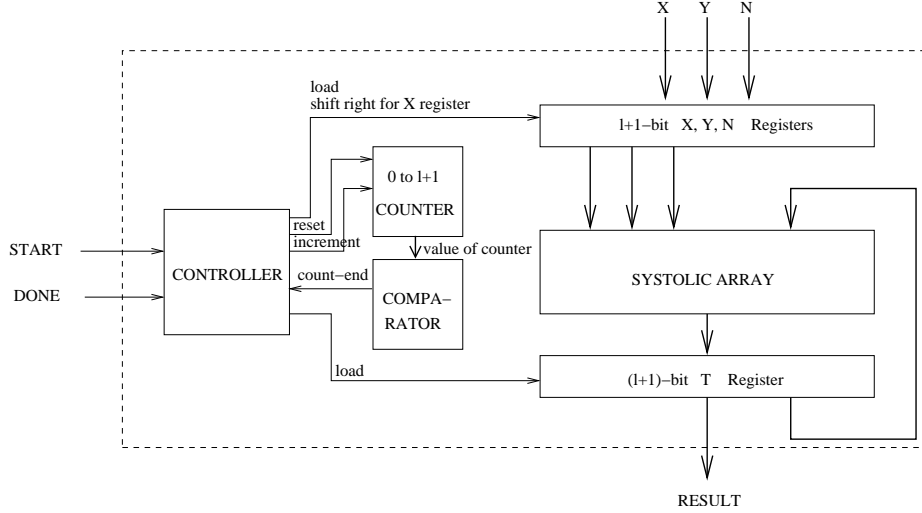 X Y N
load
shift right for X register
l+1−bit X, Y, N Registers
0 to l+1
COUNTER
reset
increment
value of counter
START
CONTROLLER
count−end
SYSTOLIC ARRAY
DONE
COMPA−
RATOR
load
(l+1)−bit T Register
RESULT